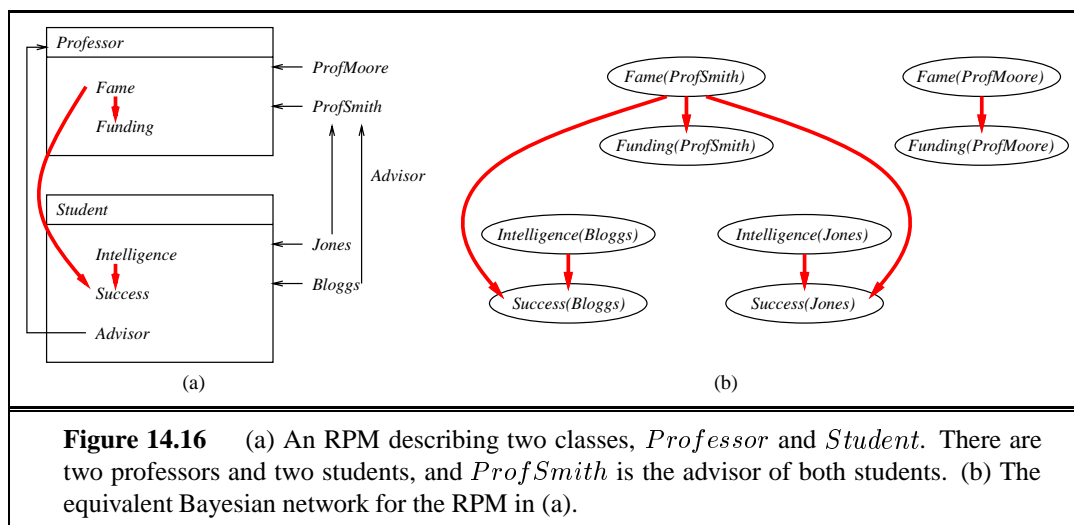 Professor
Fame
Funding
Student
Intelligence
Success
Advisor
ProfMoore
ProfSmith
Advisor
Jones
Bloggs
(a)
Fame(ProfSmith)
Fame(ProfMoore)
Funding(ProfSmith)
Funding(ProfMoore)
Intelligence(Bloggs)
Intelligence(Jones)
Success(Bloggs)
Success(Jones)
(b)
Figure 14.16 (a) An RPM describing two classes, Professor and Student. There are
two professors and two students, and ProfSmith is the advisor of both students. (b) The
equivalent Bayesian network for the RPM in (a).